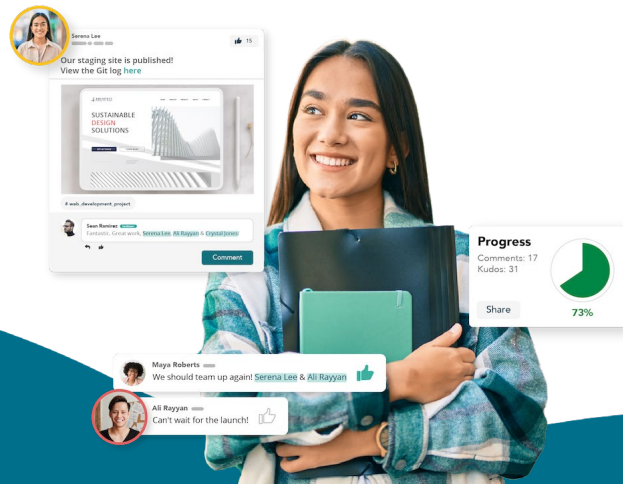 Serena Lee
15
Our staging site is published!
View the Git log here
SUSTAINABLE
DESIGN
SOLUTIONS
# web_development_project
Sean Ramirez
Fantastic. Great work, Serena Lee, Ali Rayyan & Crystal Jones!
Comment
Progress
Comments: 17
Kudos: 31
Share
73%
Maya Roberts
We should team up again! Serena Lee & Ali Rayyan
Ali Rayyan
Can't wait for the launch!